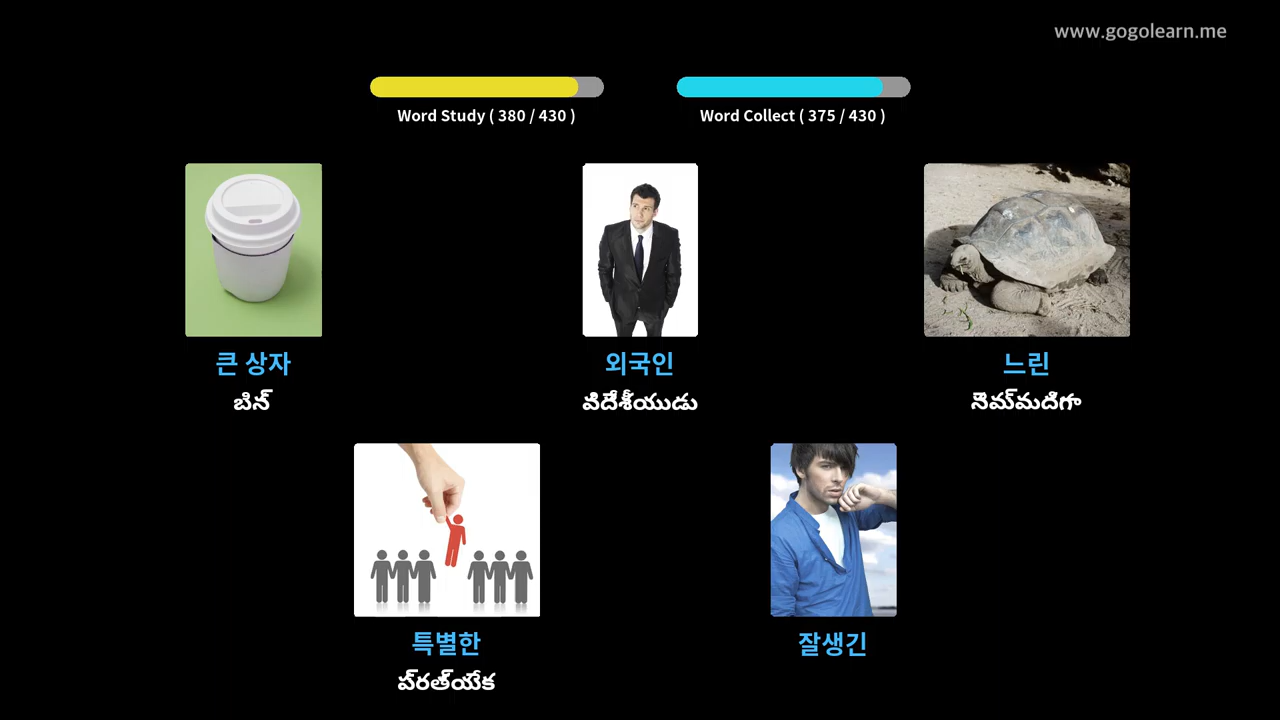 www.gogolearn.me
Word Study ( 380 / 430 )
Word Collect ( 375 / 430 )
큰 상자
외국인
느린
బిన్
విదేశీయుడు
నెమ్మదిగా
특별한
잘생긴
ప్రత్యేక